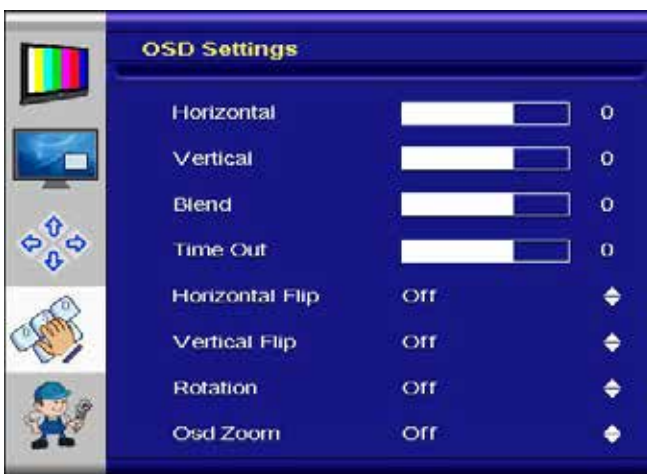 OSD Settings
Horizontal 0
Vertical 0
Blend 0
Time Out 0
Horizontal Flip Off
Vertical Flip Off
Rotation Off
Osd Zoom Off